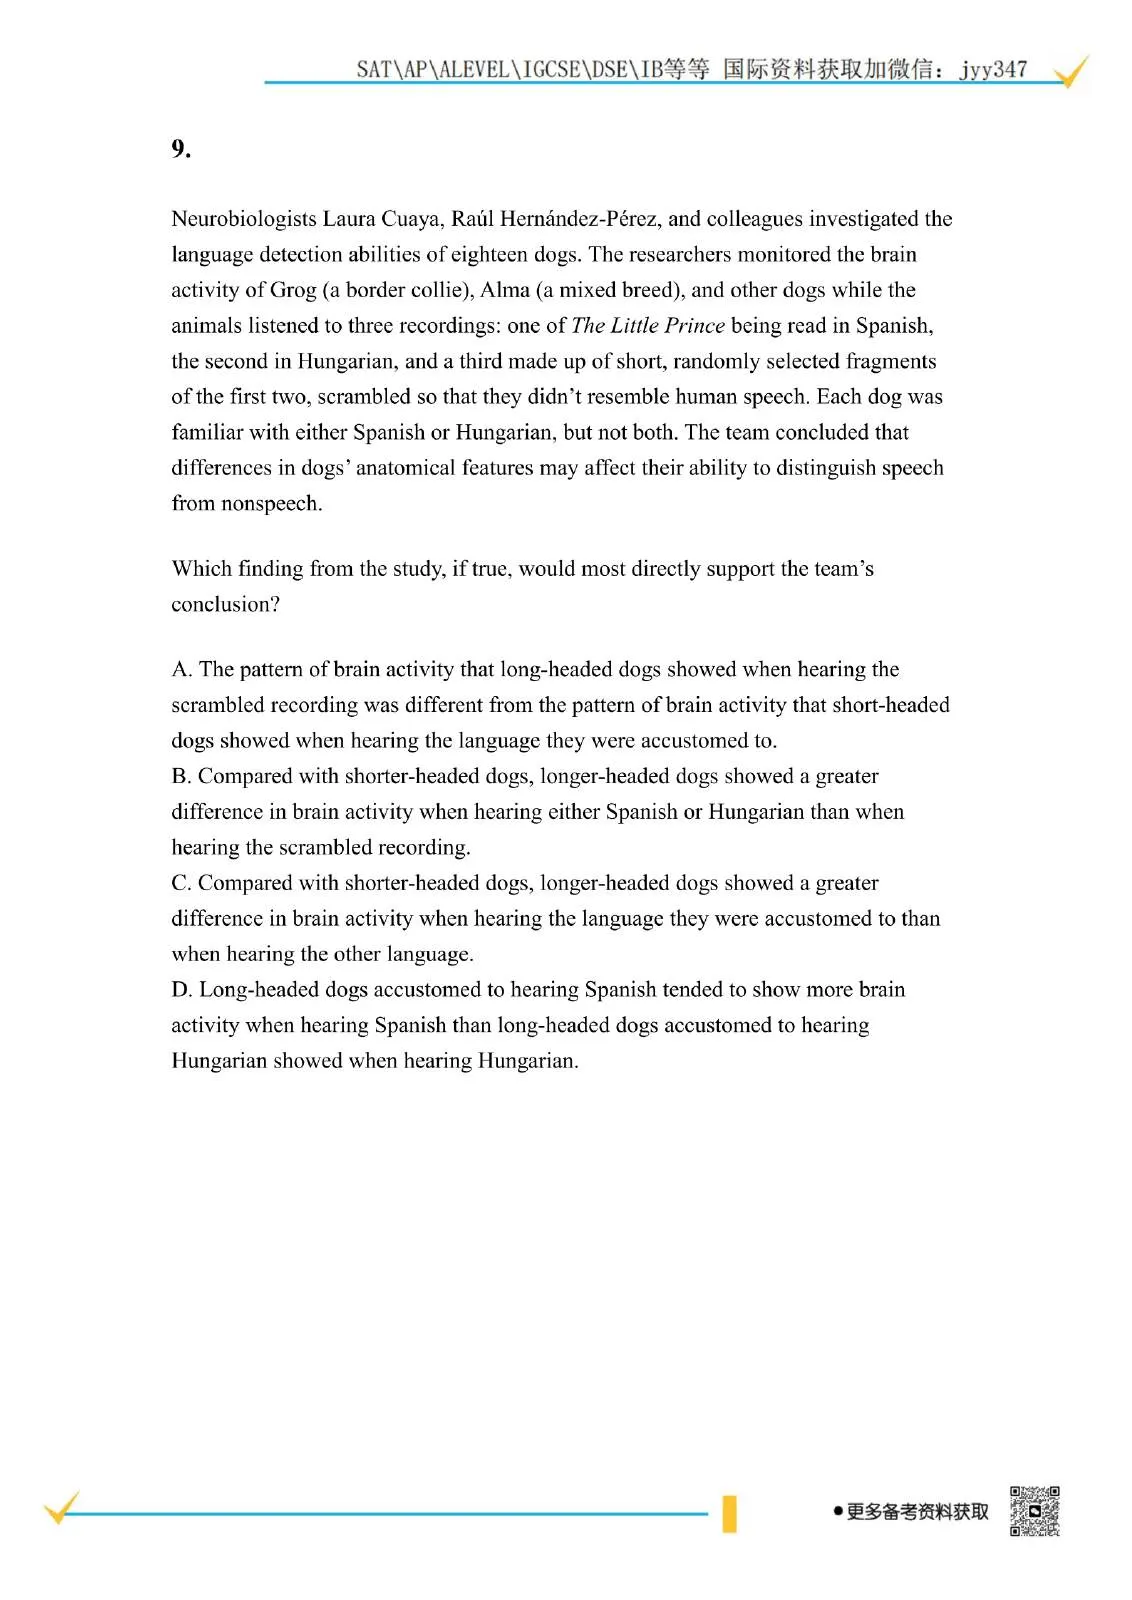 SAT\AP\ALEVEL\IGCSE\DSE\IB等等 国际资料获取加微信：jyy347
9.
Neurobiologists Laura Cuaya, Raúl Hernández-Pérez, and colleagues investigated the
language detection abilities of eighteen dogs. The researchers monitored the brain
activity of Grog (a border collie), Alma (a mixed breed), and other dogs while the
animals listened to three recordings: one of The Little Prince being read in Spanish,
the second in Hungarian, and a third made up of short, randomly selected fragments
of the first two, scrambled so that they didn’t resemble human speech. Each dog was
familiar with either Spanish or Hungarian, but not both. The team concluded that
differences in dogs’ anatomical features may affect their ability to distinguish speech
from nonspeech.
Which finding from the study, if true, would most directly support the team’s
conclusion?
A. The pattern of brain activity that long-headed dogs showed when hearing the
scrambled recording was different from the pattern of brain activity that short-headed
dogs showed when hearing the language they were accustomed to.
B. Compared with shorter-headed dogs, longer-headed dogs showed a greater
difference in brain activity when hearing either Spanish or Hungarian than when
hearing the scrambled recording.
C. Compared with shorter-headed dogs, longer-headed dogs showed a greater
difference in brain activity when hearing the language they were accustomed to than
when hearing the other language.
D. Long-headed dogs accustomed to hearing Spanish tended to show more brain
activity when hearing Spanish than long-headed dogs accustomed to hearing
Hungarian showed when hearing Hungarian.
●更多备考资料获取